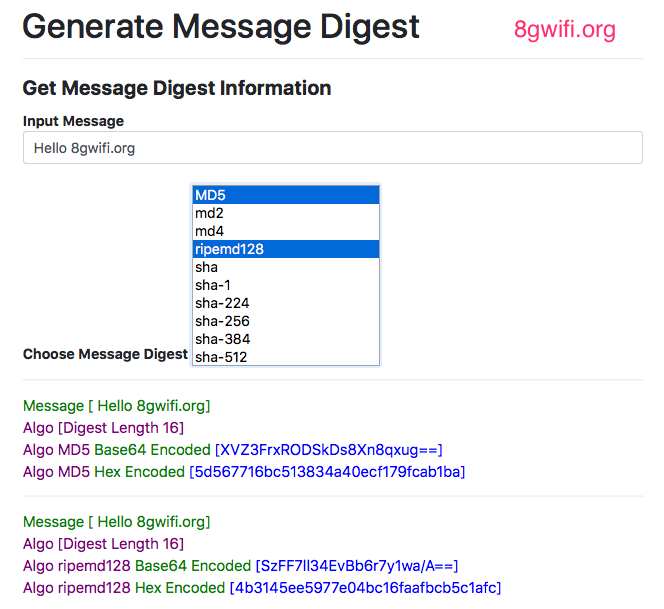 Generate Message Digest
8gwifi.org
Get Message Digest Information
Input Message
Hello 8gwifi.org
MD5
md2
md4
ripemd128
sha
sha-1
sha-224
sha-256
sha-384
sha-512
Choose Message Digest
Message [ Hello 8gwifi.org]
Algo [Digest Length 16]
Algo MD5 Base64 Encoded [XVZ3FrxRODSkDs8Xn8qxug==]
Algo MD5 Hex Encoded [5d567716bc513834a40ecf179fcab1ba]
Message [ Hello 8gwifi.org]
Algo [Digest Length 16]
Algo ripemd128 Base64 Encoded [SzFF7ll34EvBb6r7y1wa/A==]
Algo ripemd128 Hex Encoded [4b3145ee5977e04bc16faafbcb5c1afc]